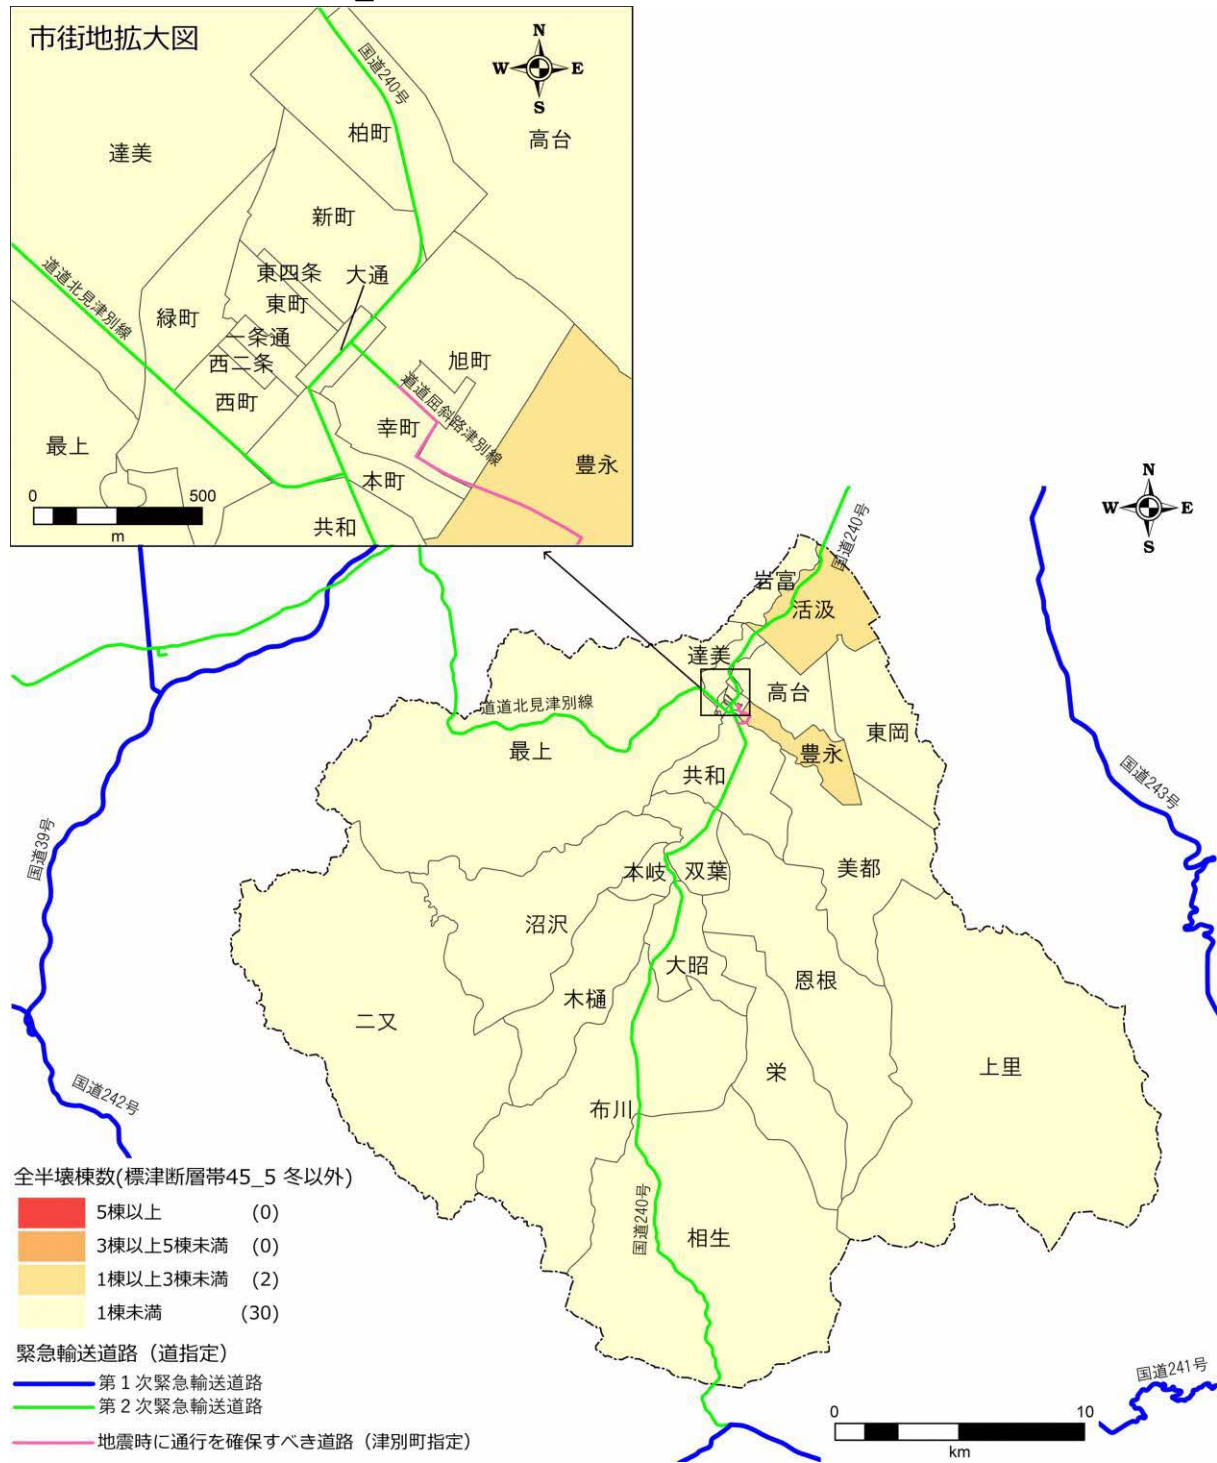 市街地拡大図
国道240号
N
W E
S
柏町
高台
達美
新町
東四条
大通
道道北見津別線
東町
緑町
一条通
西二条
旭町
西町
道道屈斜路津別線
幸町
最上
豊永
本町
0 500
m
共和
N
W E
S
国道240号
岩富
活汲
達美
高台
道道北見津別線
最上
東岡
豊永
共和
国道243号
国道39号
本岐
双葉
美都
沼沢
大昭
恩根
木樋
二又
上里
栄
国道242号
布川
国道240号
相生
全半壊棟数(標津断層帯45_5 冬以外)
5棟以上 (0)
3棟以上5棟未満 (0)
1棟以上3棟未満 (2)
1棟未満 (30)
緊急輸送道路（道指定）
第１次緊急輸送道路
第２次緊急輸送道路
地震時に通行を確保すべき道路（津別町指定）
国道241号
0 10
km